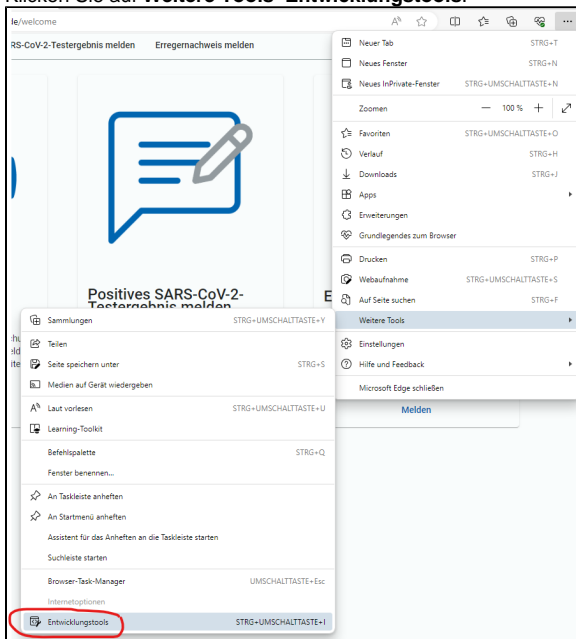 Klicken Sie auf Weitere Tools Entwicklungstools.
le/welcome
RS-CoV-2-Testergebnis melden Erregernachweis melden
Neuer Tab STRG+T
Neues Fenster STRG+N
Neues InPrivate-Fenster STRG+UMSCHALTTASTE+N
Zoomen — 100 % +
Favoriten STRG+UMSCHALTTASTE+O
Verlauf STRG+H
Downloads STRG+J
Apps
Erweiterungen
Grundlegendes zum Browser
Drucken STRG+P
Webaufnahme STRG+UMSCHALTTASTE+S
Auf Seite suchen STRG+F
Weitere Tools
Einstellungen
Hilfe und Feedback
Microsoft Edge schließen
Positives SARS-CoV-2-
Testergebnis melden
E
Sammlungen STRG+UMSCHALTTASTE+Y
Teilen
Seite speichern unter STRG+S
Medien auf Gerät wiedergeben
Laut vorlesen STRG+UMSCHALTTASTE+U
Learning-Toolkit
Befehlspalette STRG+Q
Fenster benennen...
An Taskleiste anheften
An Startmenü anheften
Assistent für das Anheften an die Taskleiste starten
Suchleiste starten
Browser-Task-Manager UMSCHALTTASTE+Esc
Internetoptionen
Entwicklungstools STRG+UMSCHALTTASTE+I
Melden